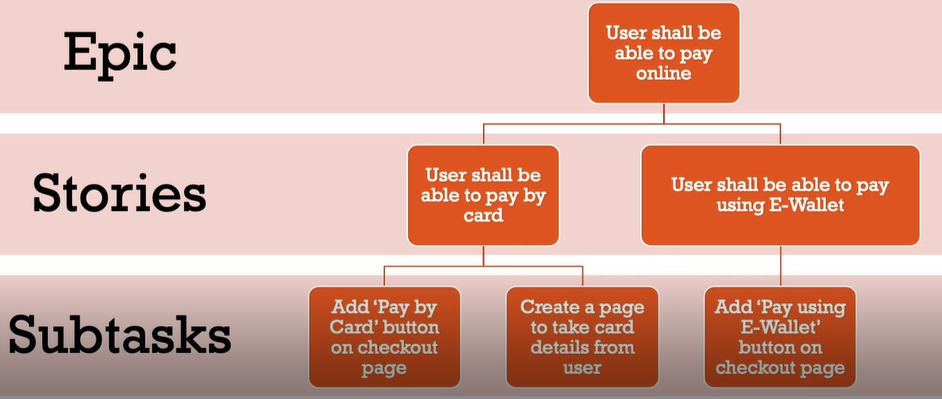 Epic
User shall be
able to pay
online
Stories
User shall be
able to pay by
card
User shall be able to pay
using E-Wallet
Subtasks
Add ‘Pay by
Card’ button
on checkout
page
Create a page
to take card
details from
user
Add ‘Pay using
E-Wallet’
button on
checkout page